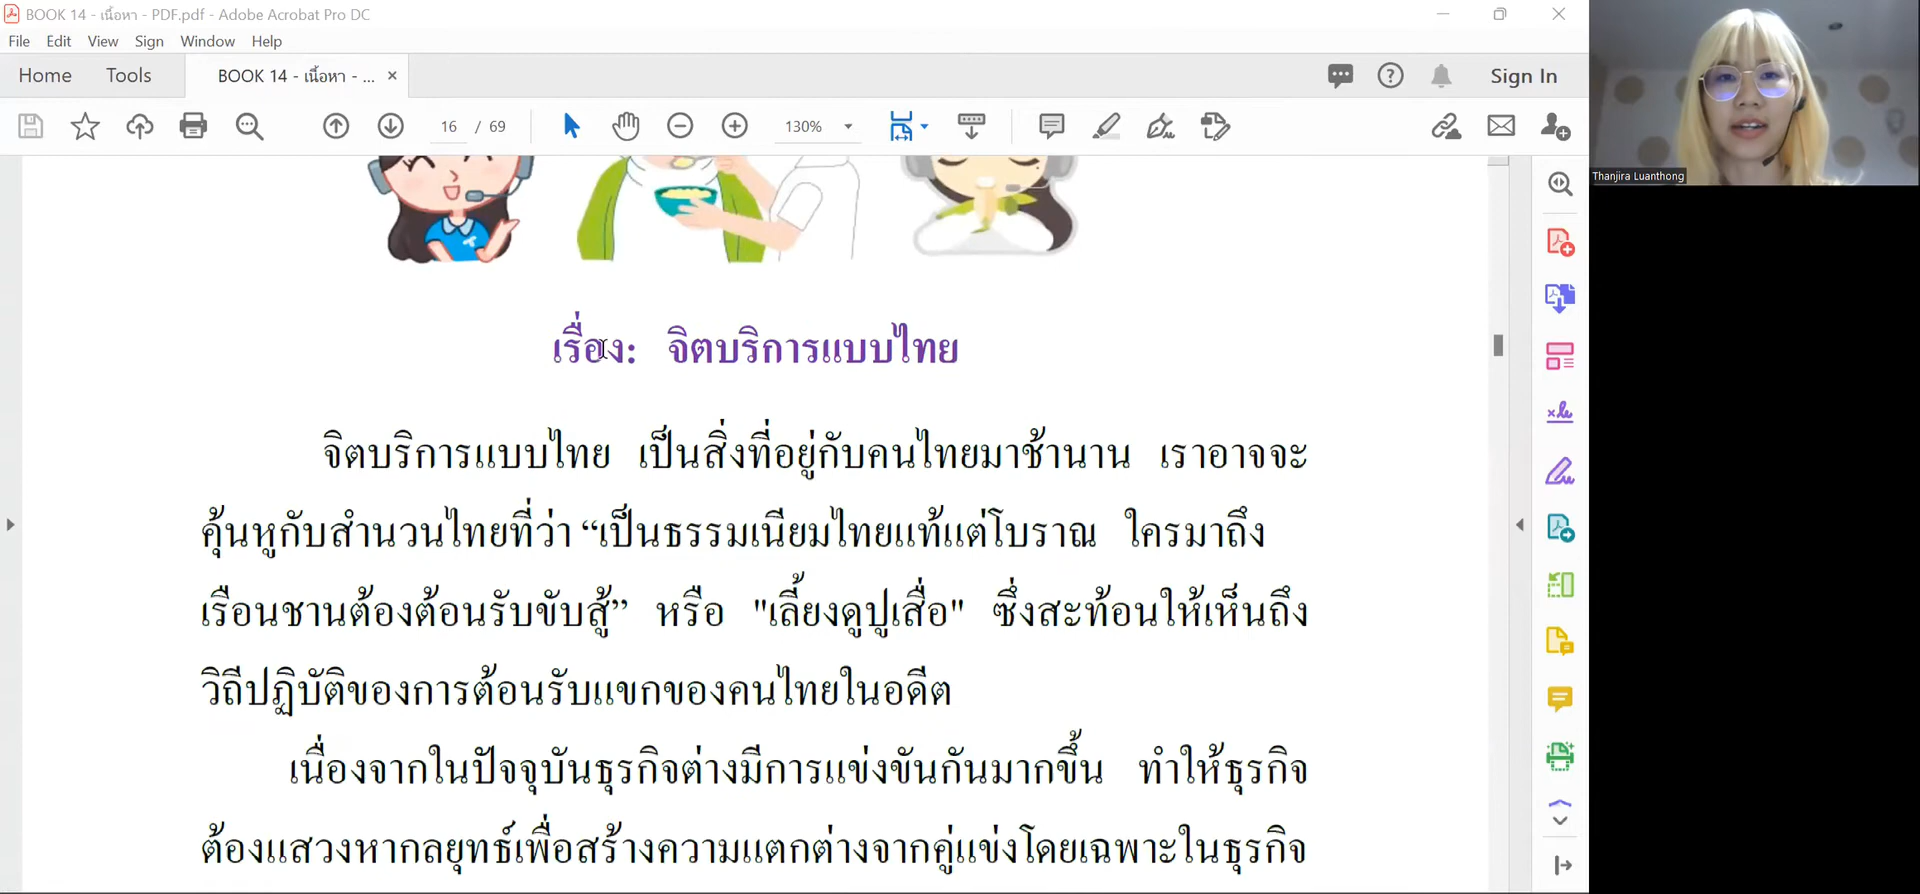 BOOK 14 - เนื้อหา - PDF.pdf - Adobe Acrobat Pro DC
File Edit View Sign Window Help
Home Tools BOOK 14 - เนื้อหา - ... × Sign In
16 / 69 130%
Thanjira Luanthong
เรื่อง: จิตบริการแบบไทย
จิตบริการแบบไทย เป็นสิ่งที่อยู่กับคนไทยมาช้านาน เราอาจจะ
คุ้นหูกับสำนวนไทยที่ว่า “เป็นธรรมเนียมไทยแท้แต่โบราณ ใครมาถึง
เรือนชานต้องต้อนรับขับสู้” หรือ "เลี้ยงดูปูเสื่อ" ซึ่งสะท้อนให้เห็นถึง
วิถีปฏิบัติของการต้อนรับแขกของคนไทยในอดีต
เนื่องจากในปัจจุบันธุรกิจต่างมีการแข่งขันกันมากขึ้น ทำให้ธุรกิจ
ต้องแสวงหากลยุทธ์เพื่อสร้างความแตกต่างจากคู่แข่งโดยเฉพาะในธุรกิจ